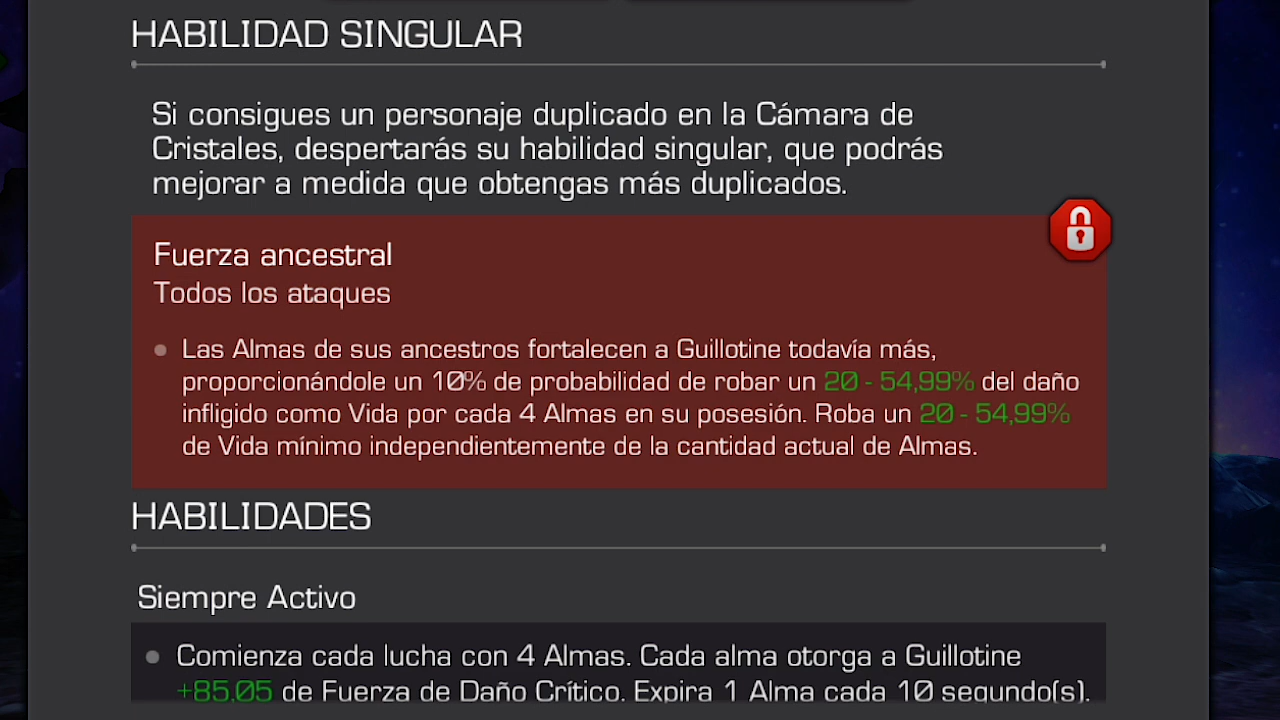 HABILIDAD SINGULAR
Si consigues un personaje duplicado en la Cámara de
Cristales, despertarás su habilidad singular, que podrás
mejorar a medida que obtengas más duplicados.
Fuerza ancestral
Todos los ataques
Las Almas de sus ancestros fortalecen a Guillotine todavía más,
proporcionándole un 10% de probabilidad de robar un 20 - 54,99% del daño
infligido como Vida por cada 4 Almas en su posesión. Roba un 20 - 54,99%
de Vida mínimo independientemente de la cantidad actual de Almas.
HABILIDADES
Siempre Activo
Comienza cada lucha con 4 Almas. Cada alma otorga a Guillotine
+85,05 de Fuerza de Daño Crítico. Expira 1 Alma cada 10 segundo(s).